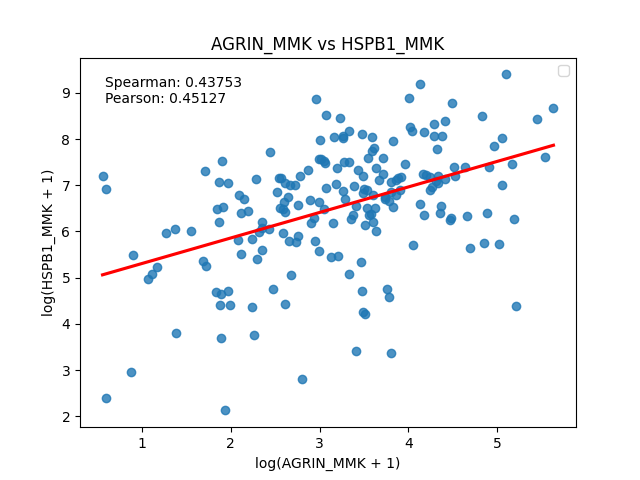 AGRIN_MMK vs HSPB1_MMK
Spearman: 0.43753
Pearson: 0.45127
log(HSPB1_MMK + 1)
9
8
7
6
5
4
3
2
1 2 3 4 5
log(AGRIN_MMK + 1)